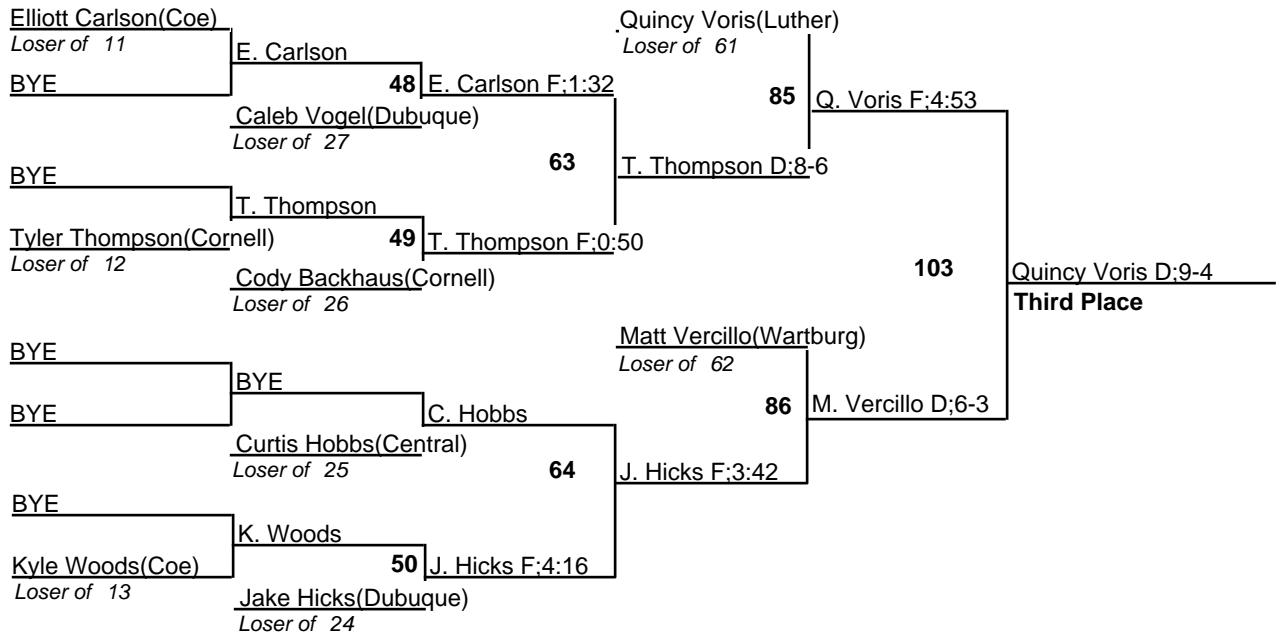 Elliott Carlson(Coe)
Loser of 11
BYE
E. Carlson
48
Caleb Vogel(Dubuque)
Loser of 27
E. Carlson F;1:32
BYE
Tyler Thompson(Cornell)
Loser of 12
T. Thompson
49
Cody Backhaus(Cornell)
Loser of 26
T. Thompson F;0:50
63
Quincy Voris(Luther)
Loser of 61
85
T. Thompson D;8-6
Q. Voris F;4:53
BYE
BYE
BYE
Curtis Hobbs(Central)
Loser of 25
C. Hobbs
BYE
Kyle Woods(Coe)
Loser of 13
K. Woods
50
Jake Hicks(Dubuque)
Loser of 24
J. Hicks F;4:16
64
Matt Vercillo(Wartburg)
Loser of 62
86
J. Hicks F;3:42
M. Vercillo D;6-3
103
Quincy Voris D;9-4
Third Place